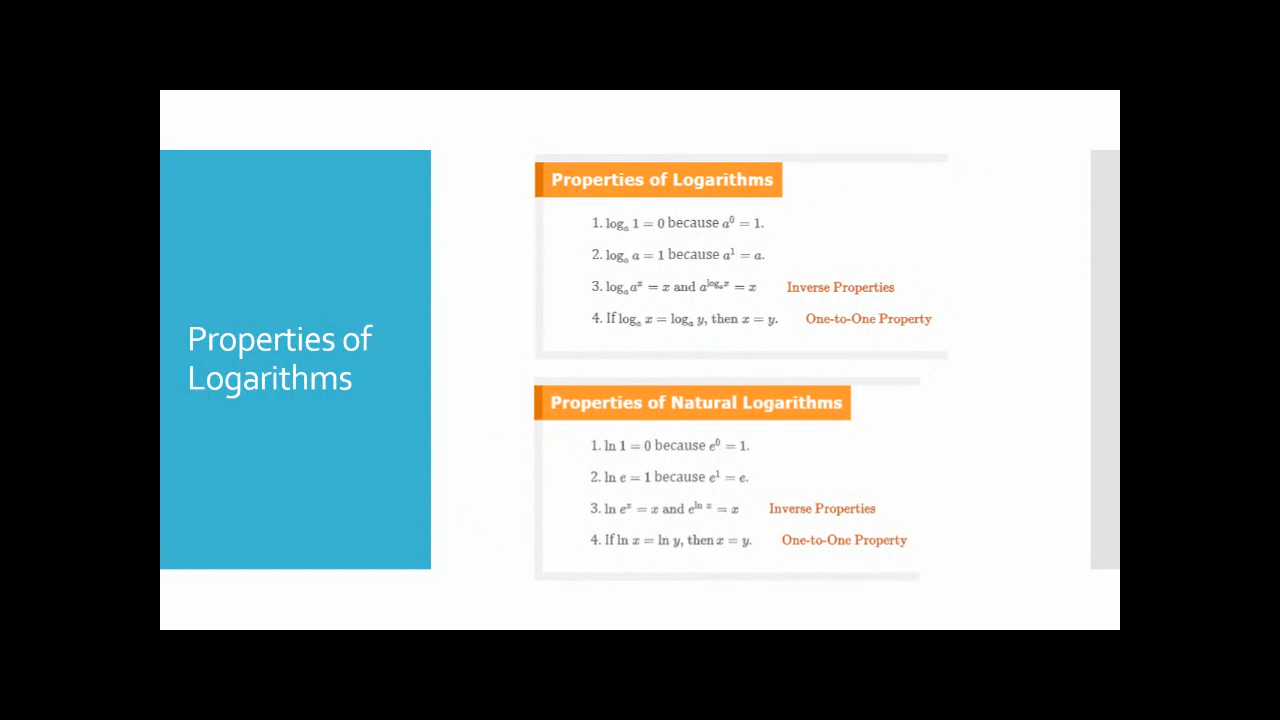 Properties of
Logarithms
Properties of Logarithms
1. logₐ 1 = 0 because a⁰ = 1.
2. logₐ a = 1 because a¹ = a.
3. logₐ aˣ = x and a^(logₐ x) = x Inverse Properties
4. If logₐ x = logₐ y, then x = y. One-to-One Property
Properties of Natural Logarithms
1. ln 1 = 0 because e⁰ = 1.
2. ln e = 1 because e¹ = e.
3. ln eˣ = x and e^(ln x) = x Inverse Properties
4. If ln x = ln y, then x = y. One-to-One Property